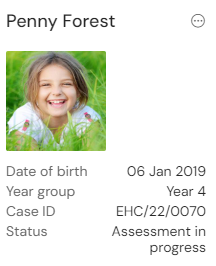 Penny Forest
Date of birth 06 Jan 2019
Year group Year 4
Case ID EHC/22/0070
Status Assessment in
progress